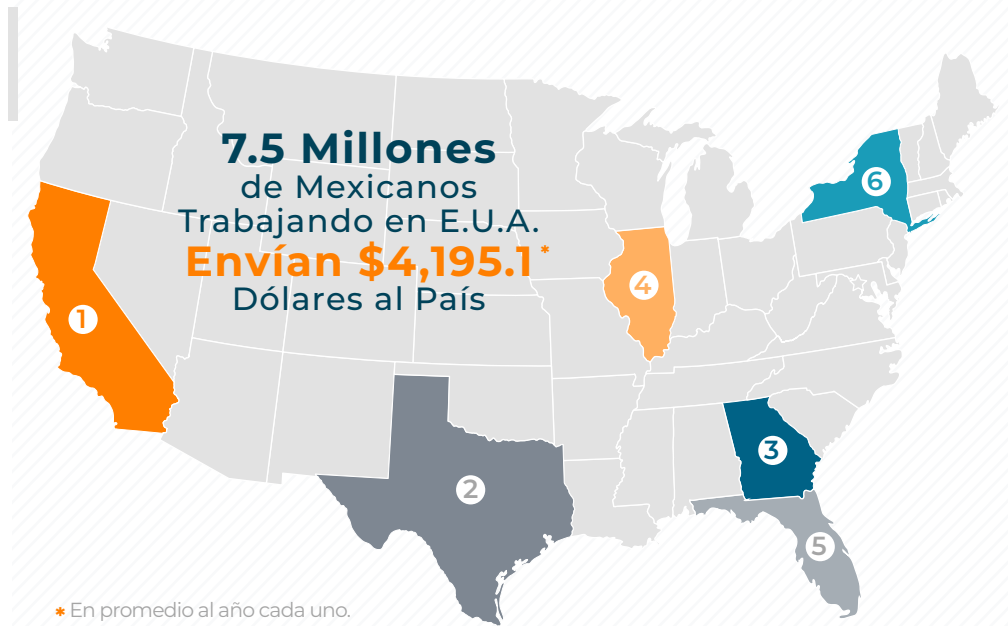 7.5 Millones
de Mexicanos
Trabajando en E.U.A.
Envían $4,195.1*
Dólares al País
1
2
3
4
5
6
* En promedio al año cada uno.